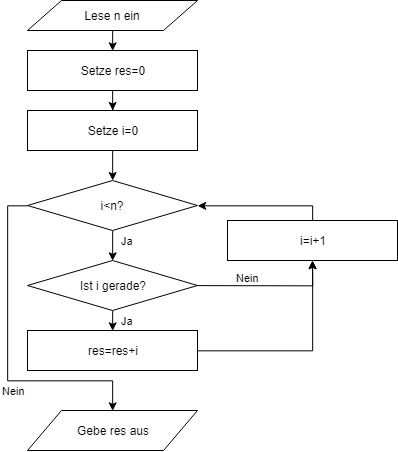 Lese n ein
Setze res=0
Setze i=0
i<n?
Ja
i=i+1
Ist i gerade?
Nein
Ja
res=res+i
Nein
Gebe res aus